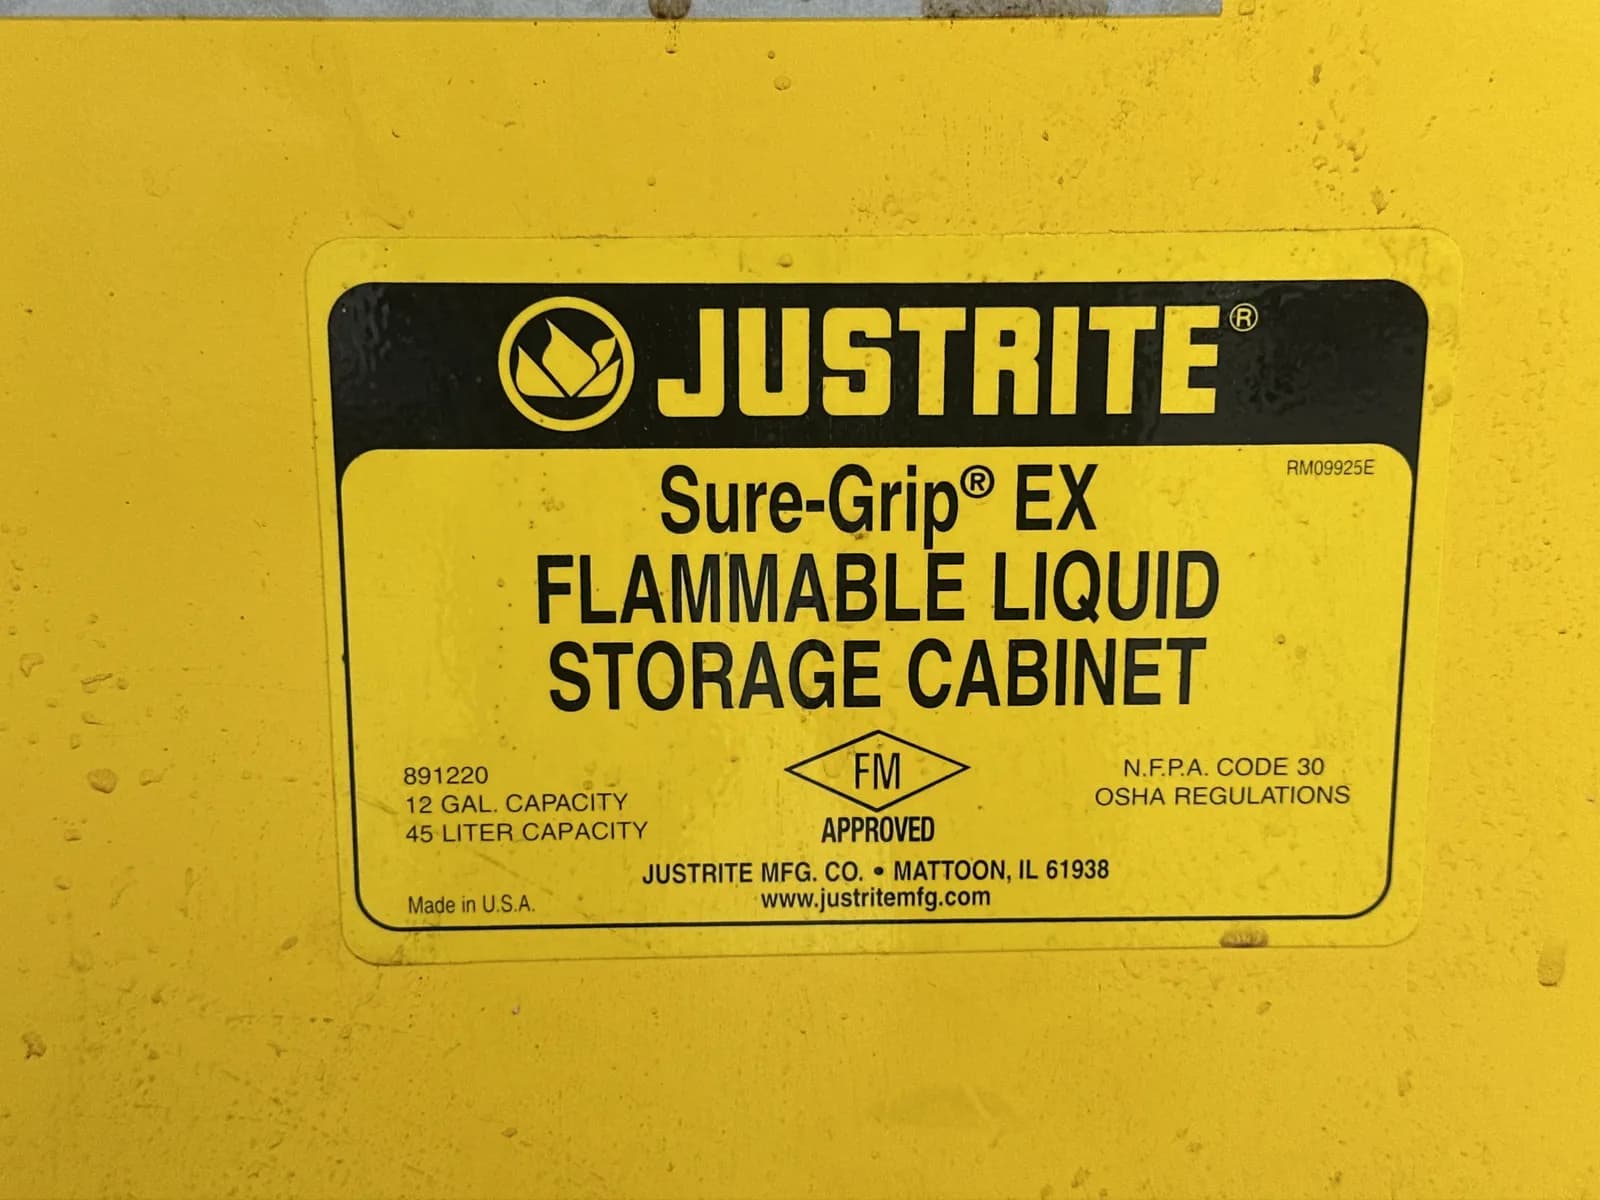 JUSTRITE®
RM09925E
Sure-Grip® EX
FLAMMABLE LIQUID
STORAGE CABINET
891220
12 GAL. CAPACITY
45 LITER CAPACITY
FM
APPROVED
N.F.P.A. CODE 30
OSHA REGULATIONS
JUSTRITE MFG. CO. • MATTOON, IL 61938
www.justritemfg.com
Made in U.S.A.